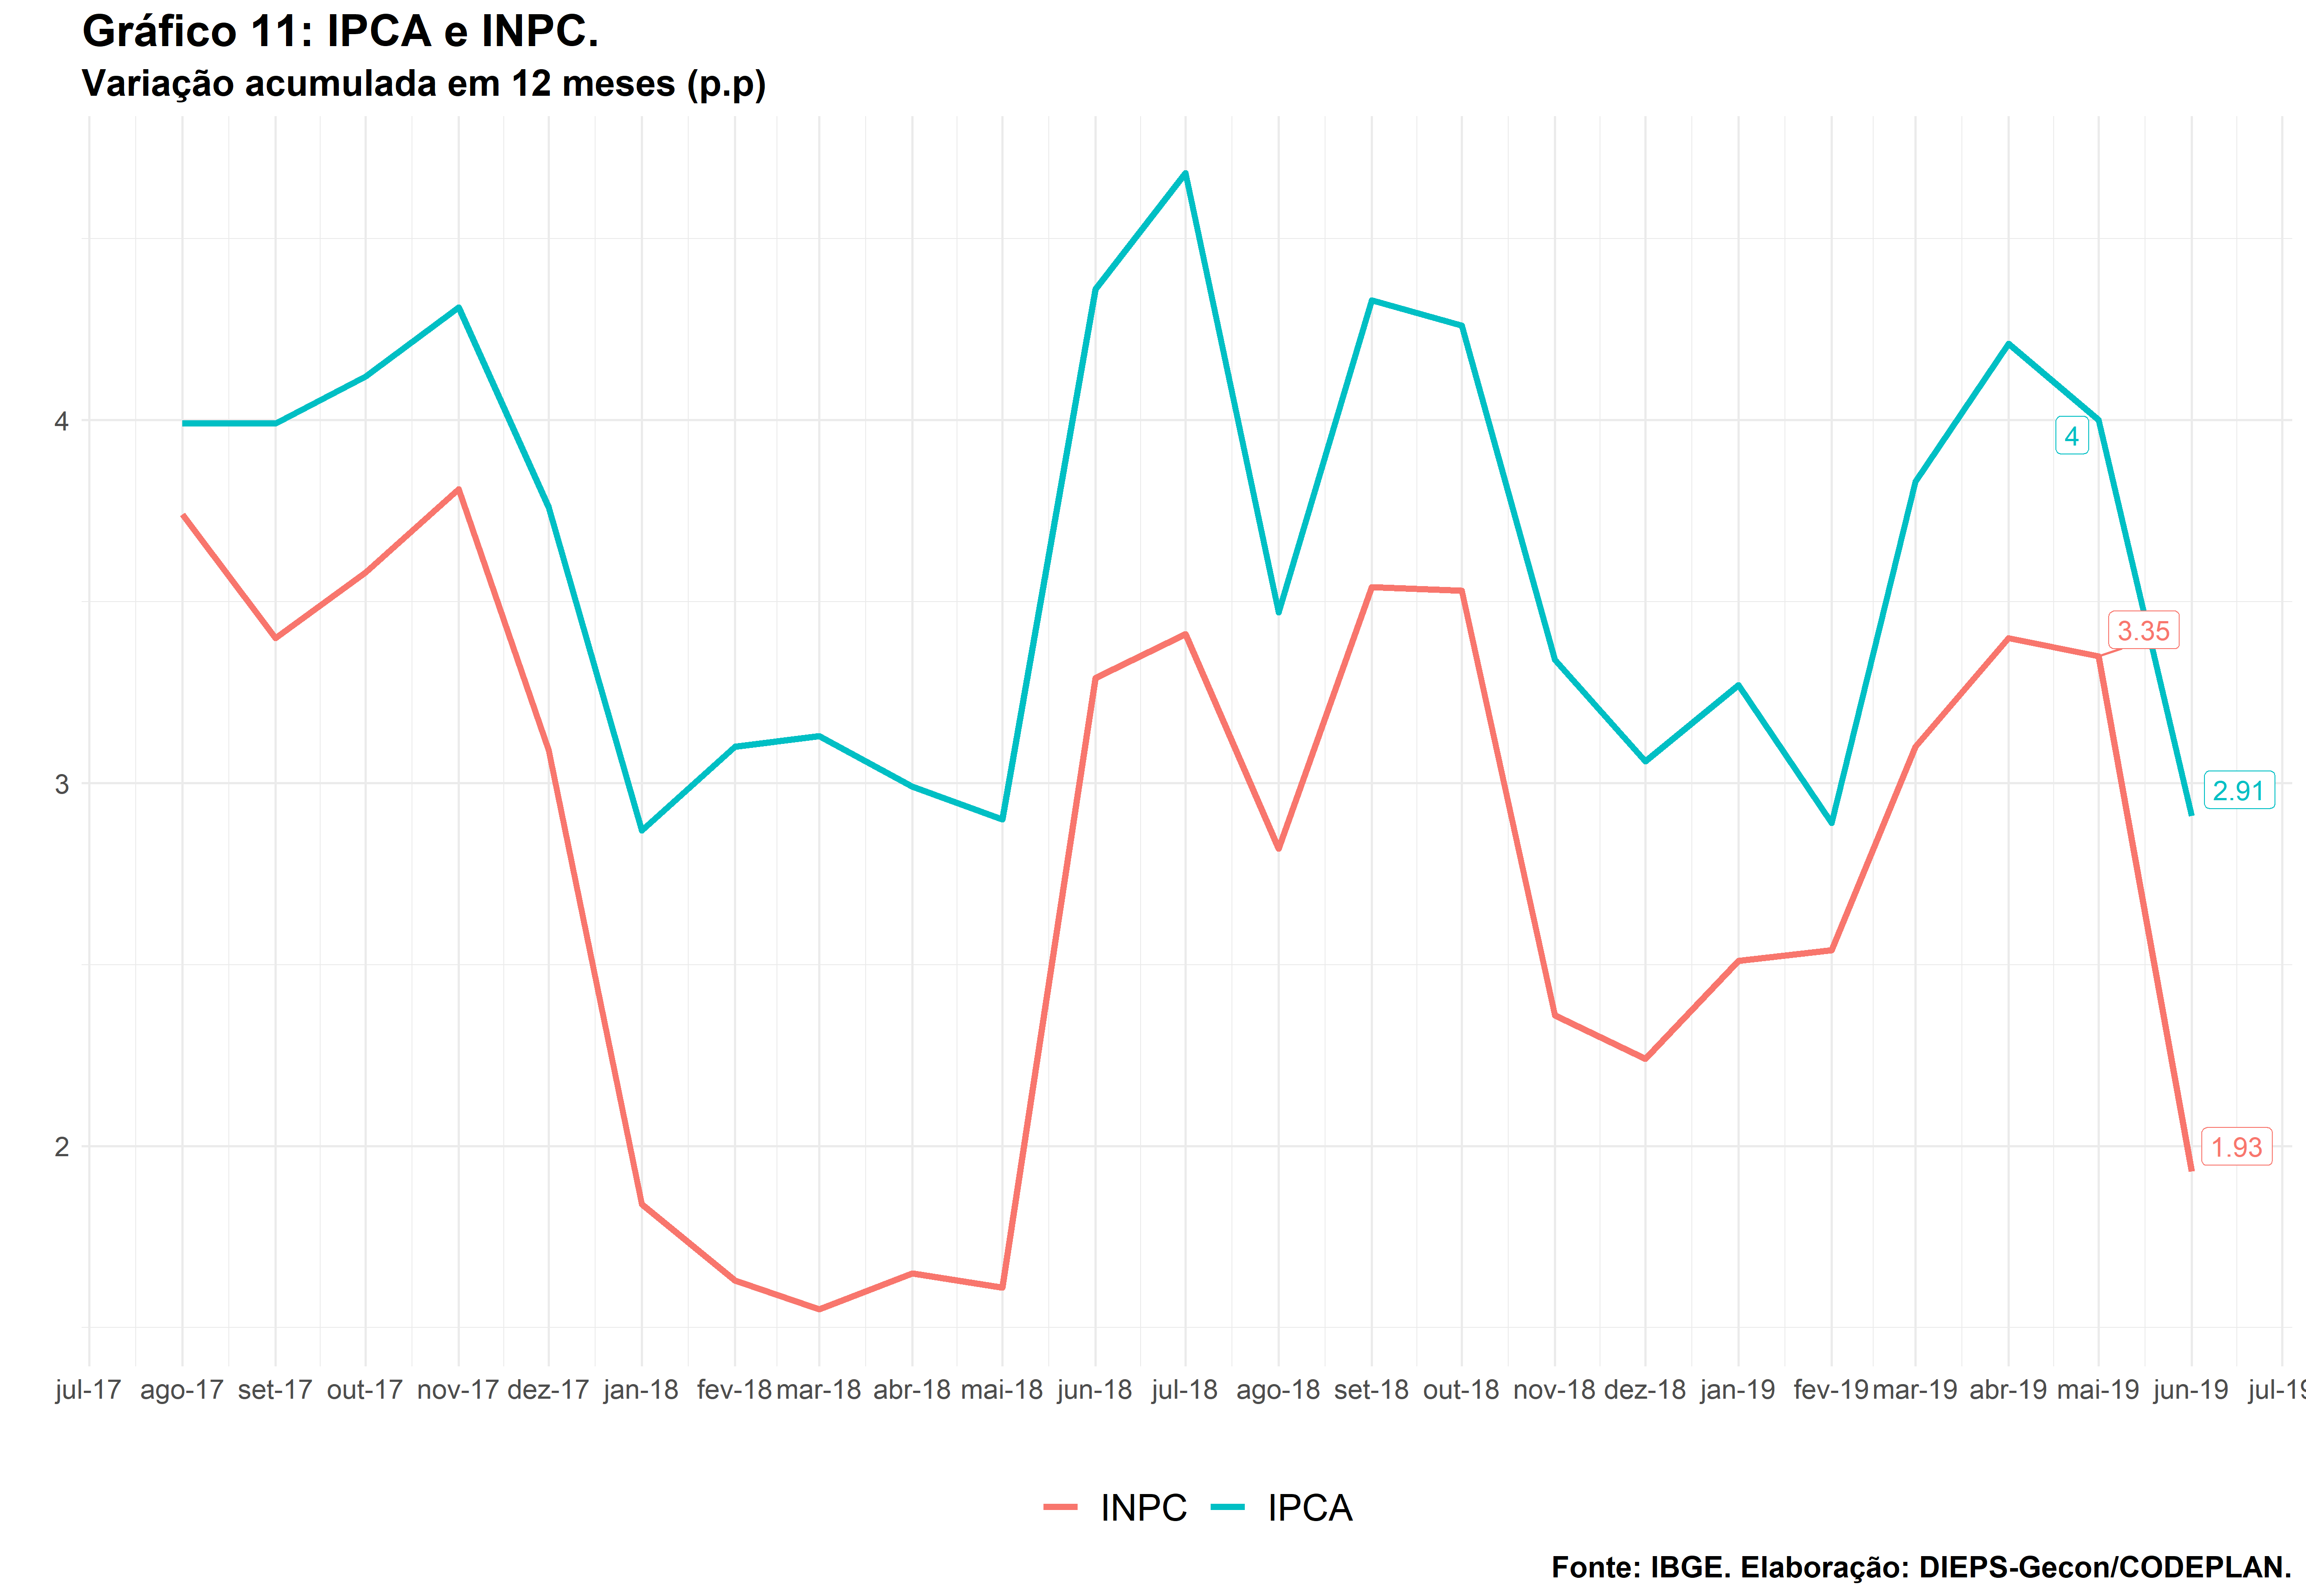 Gráfico 11: IPCA e INPC.
Variação acumulada em 12 meses (p.p)
4
3
2
4
3.35
2.91
1.93
jul-17 ago-17 set-17 out-17 nov-17 dez-17 jan-18 fev-18 mar-18 abr-18 mai-18 jun-18 jul-18 ago-18 set-18 out-18 nov-18 dez-18 jan-19 fev-19 mar-19 abr-19 mai-19 jun-19 jul-19
INPC IPCA
Fonte: IBGE. Elaboração: DIEPS-Gecon/CODEPLAN.